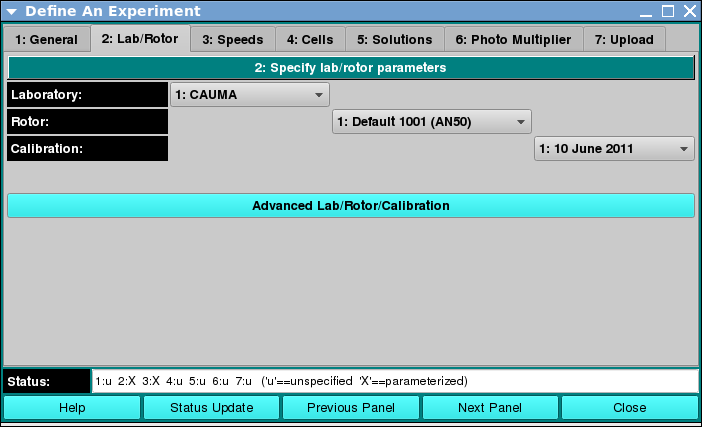 Define An Experiment
1: General 2: Lab/Rotor 3: Speeds 4: Cells 5: Solutions 6: Photo Multiplier 7: Upload
2: Specify lab/rotor parameters
Laboratory: 1: CAUMA
Rotor: 1: Default 1001 (AN50)
Calibration: 1: 10 June 2011
Advanced Lab/Rotor/Calibration
Status: 1:u 2:X 3:X 4:u 5:u 6:u 7:u ('u'==unspecified 'X'==parameterized)
Help Status Update Previous Panel Next Panel Close